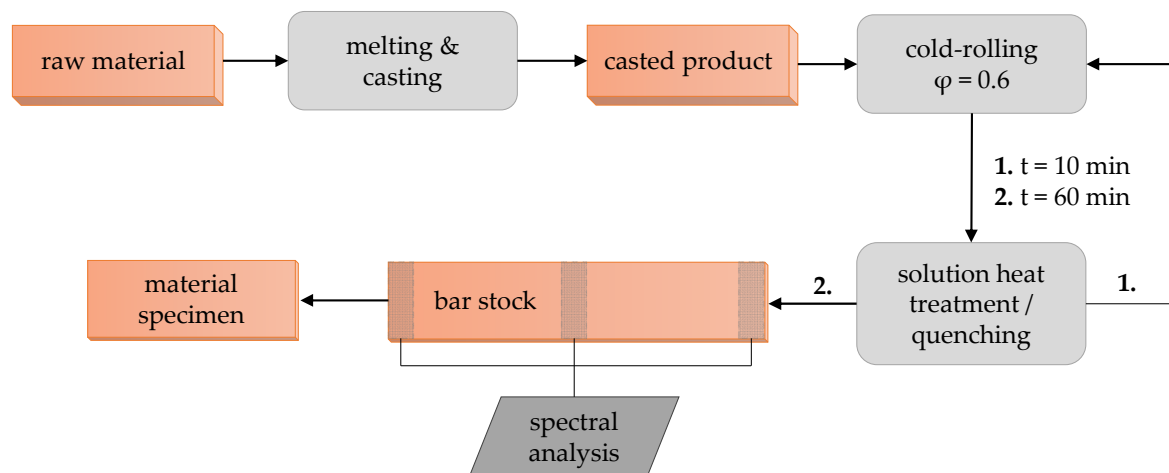 raw material
melting &
casting
casted product
cold-rolling
φ = 0.6
1. t = 10 min
2. t = 60 min
material
specimen
bar stock
2.
solution heat
treatment /
quenching
1.
spectral
analysis